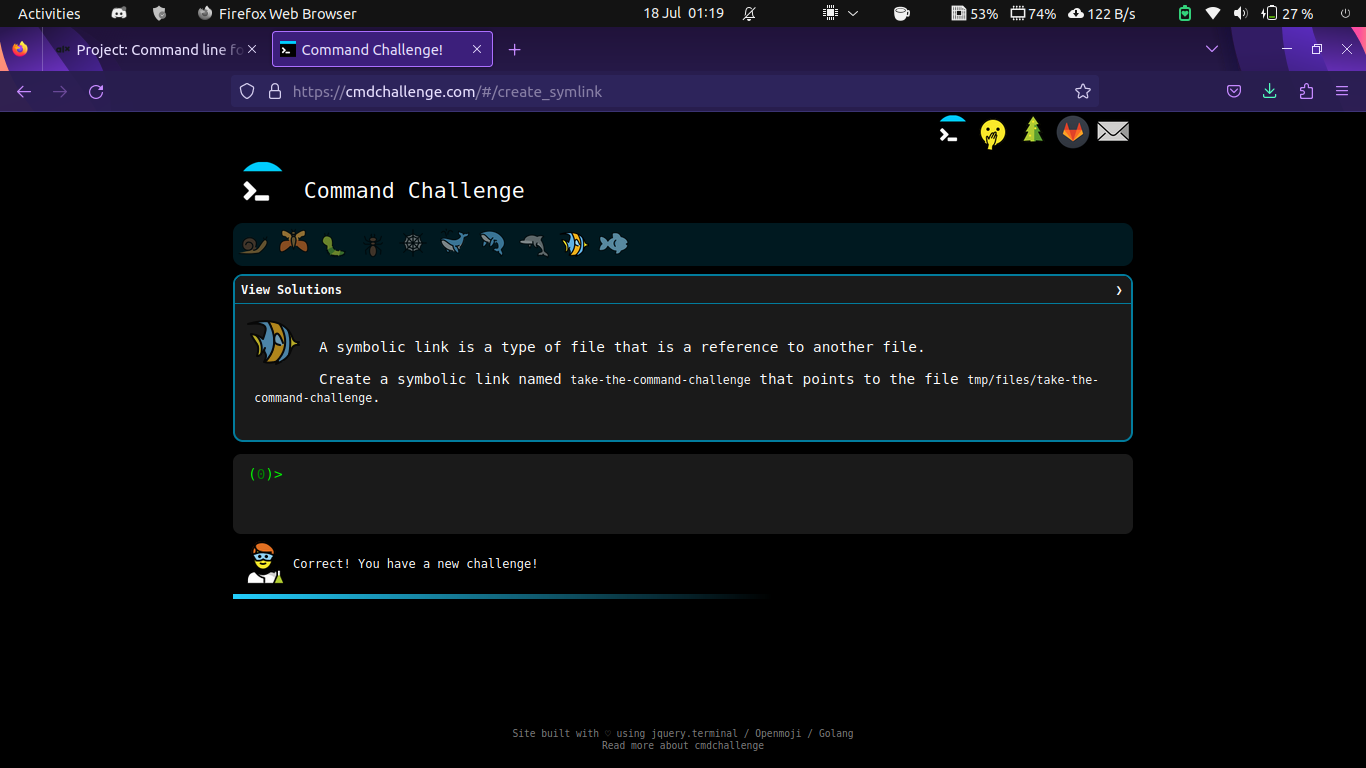 Activities Firefox Web Browser 18 Jul 01:19 53% 74% 122 B/s 27 %
Project: Command line fo Command Challenge!
https://cmdchallenge.com/#/create_symlink
Command Challenge
View Solutions
A symbolic link is a type of file that is a reference to another file.
Create a symbolic link named take-the-command-challenge that points to the file tmp/files/take-the-
command-challenge.
(0)>
Correct! You have a new challenge!
Site built with ♡ using jquery.terminal / Openmoji / Golang
Read more about cmdchallenge